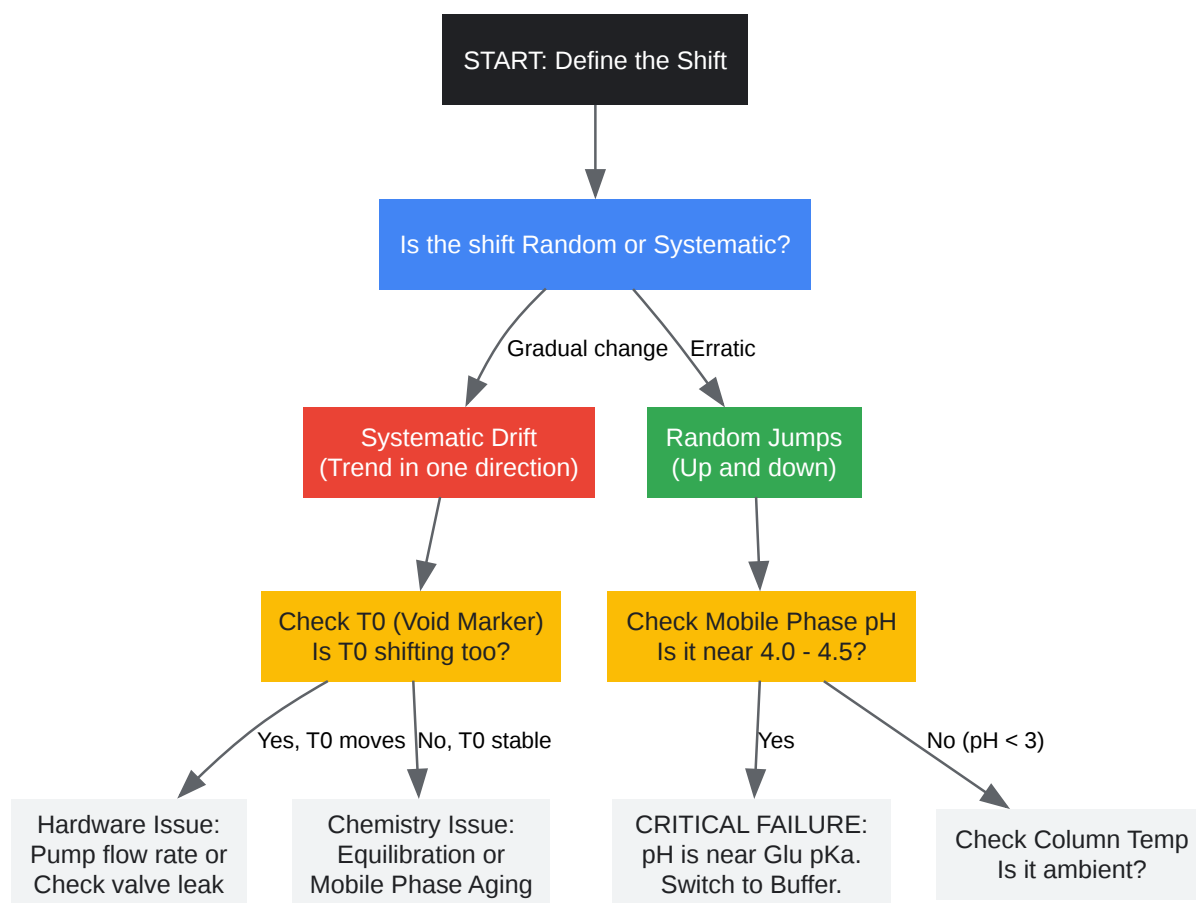 START: Define the Shift
Is the shift Random or Systematic?
Gradual change
Erratic
Systematic Drift
(Trend in one direction)
Random Jumps
(Up and down)
Check T0 (Void Marker)
Is T0 shifting too?
Check Mobile Phase pH
Is it near 4.0 - 4.5?
Yes, T0 moves
No, T0 stable
Yes
No (pH < 3)
Hardware Issue:
Pump flow rate or
Check valve leak
Chemistry Issue:
Equilibration or
Mobile Phase Aging
CRITICAL FAILURE:
pH is near Glu pKa.
Switch to Buffer.
Check Column Temp
Is it ambient?